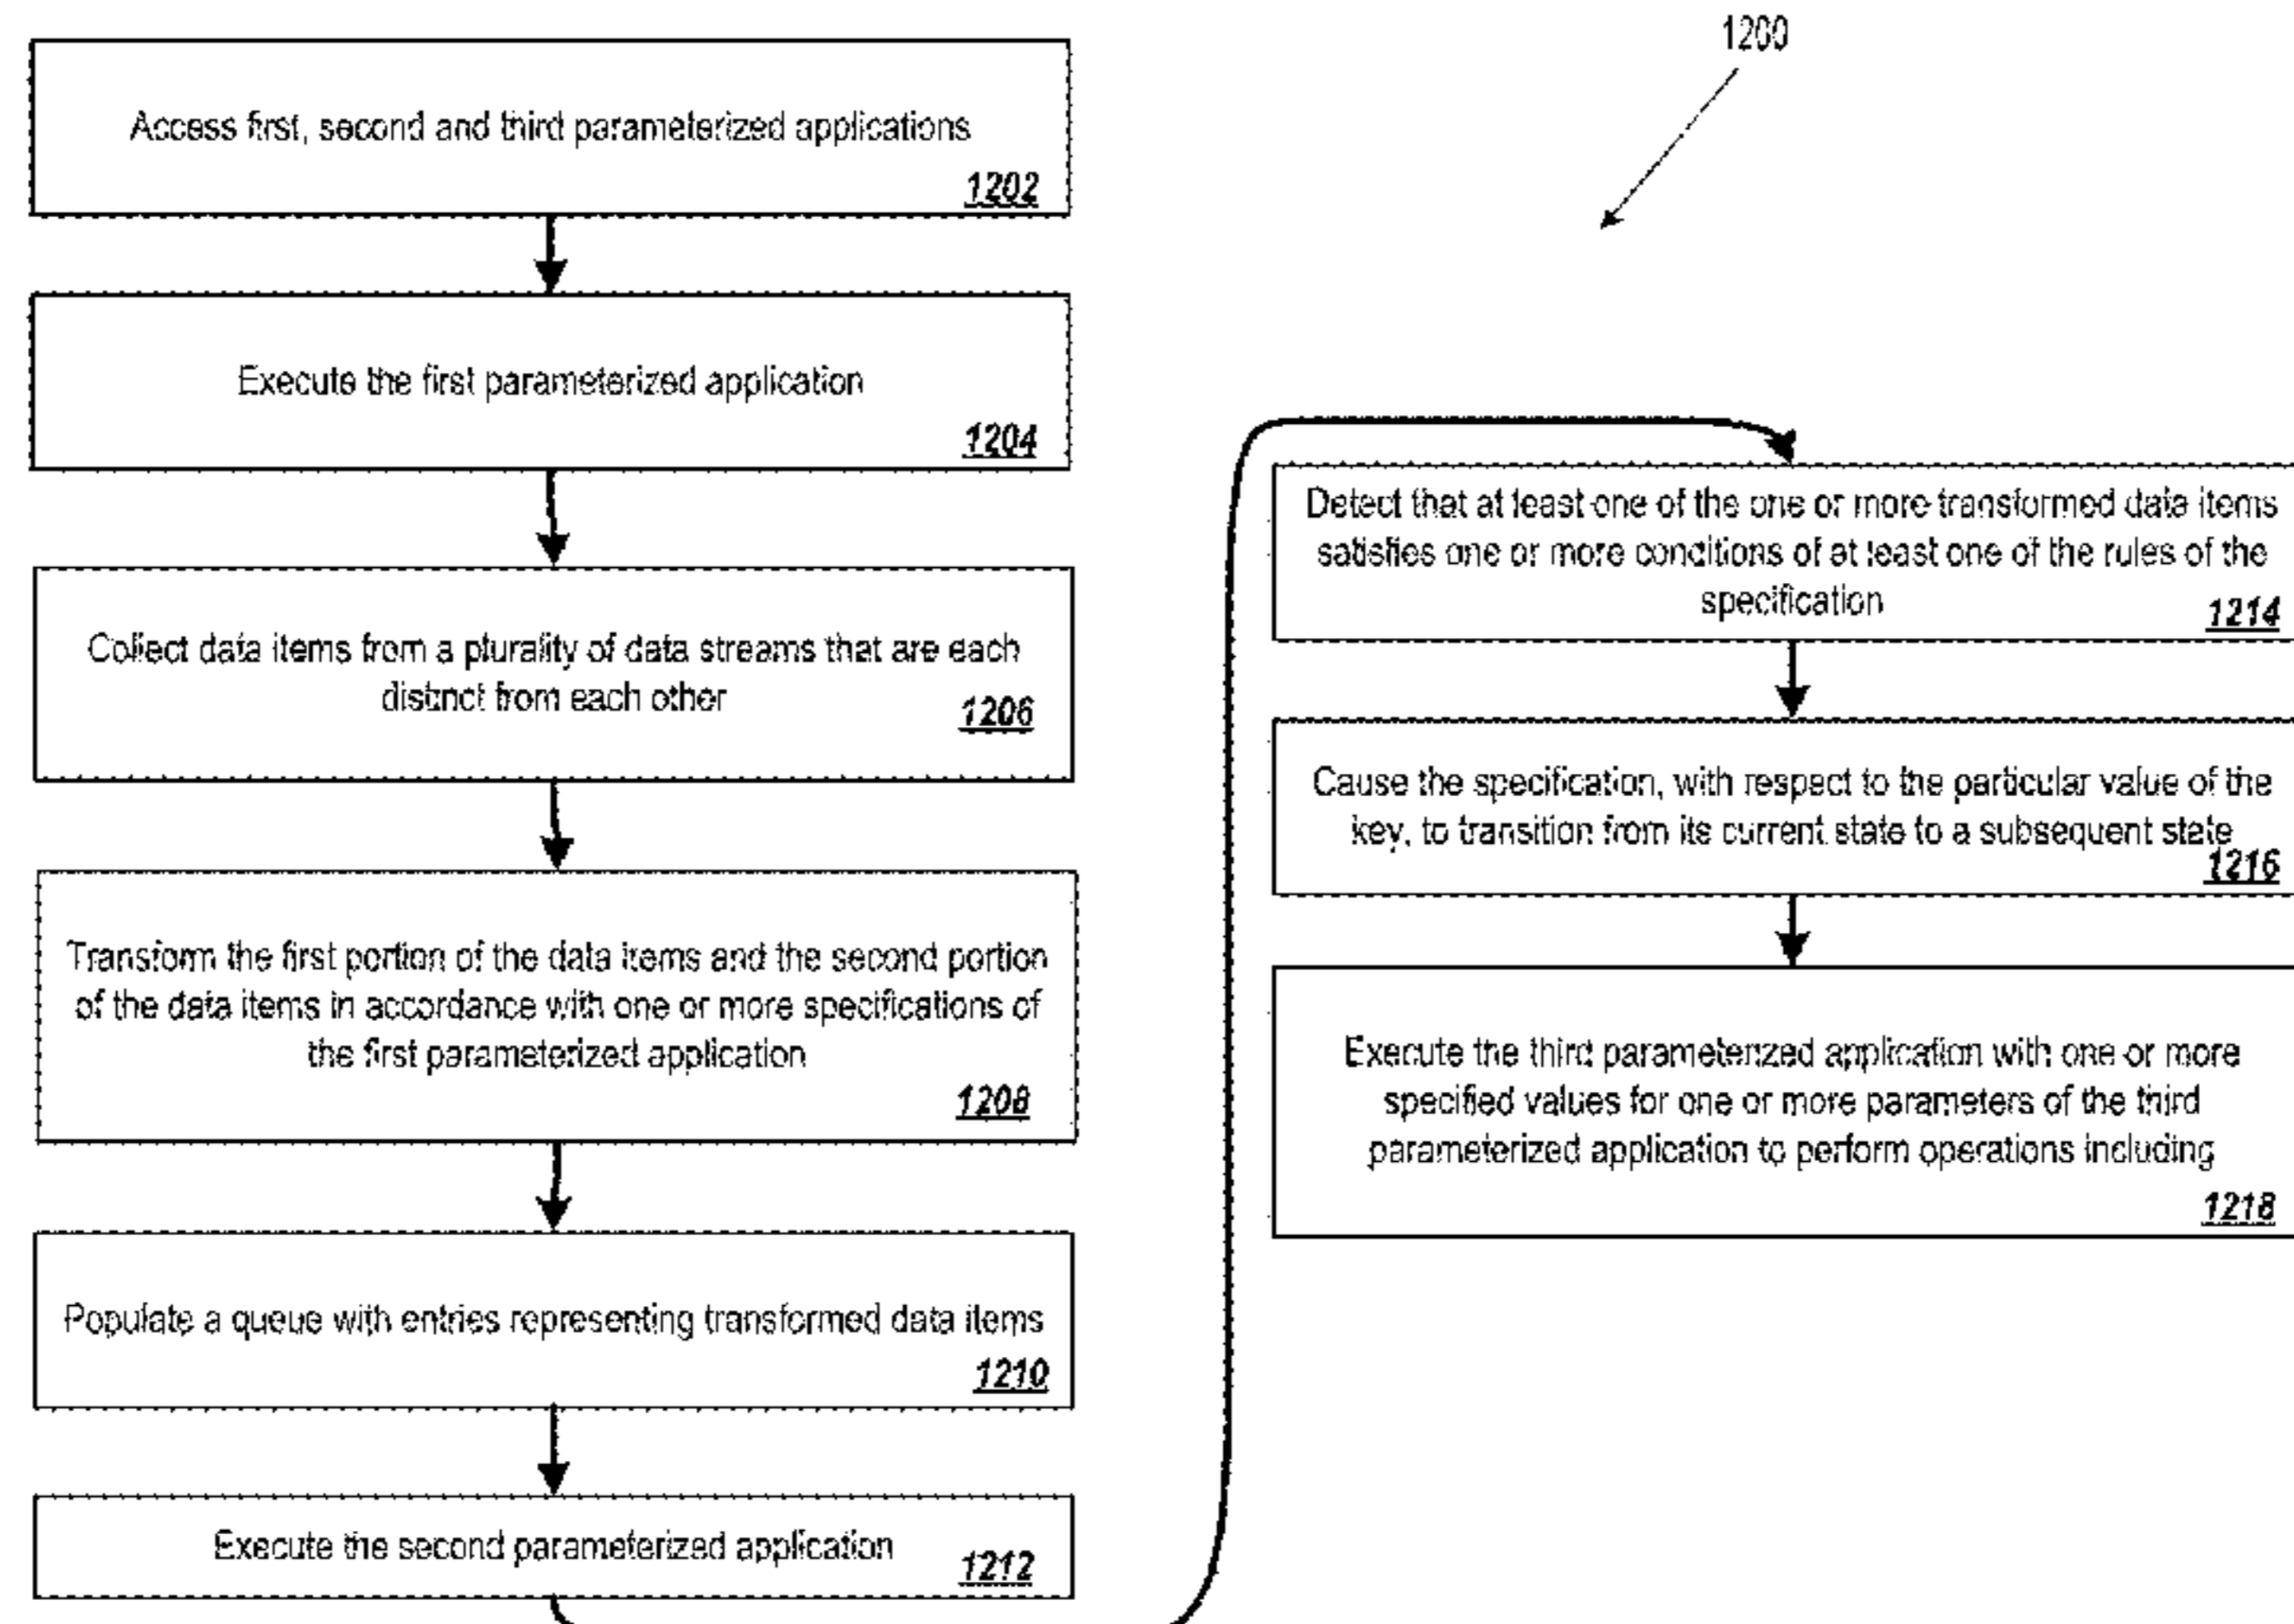 1200
Access first, second and third parameterized applications
1202
Execute the first parameterized application
1204
Collect data items from a plurality of data streams that are each
distinct from each other
1206
Transform the first portion of the data items and the second portion
of the data items in accordance with one or more specifications of
the first parameterized application
1208
Populate a queue with entries representing transformed data items
1210
Execute the second parameterized application
1212
Detect that at least one of the one or more transformed data items
satisfies one or more conditions of at least one of the rules of the
specification
1214
Cause the specification, with respect to the particular value of the
key, to transition from its current state to a subsequent state
1216
Execute the third parameterized application with one or more
specified values for one or more parameters of the third
parameterized application to perform operations including
1218